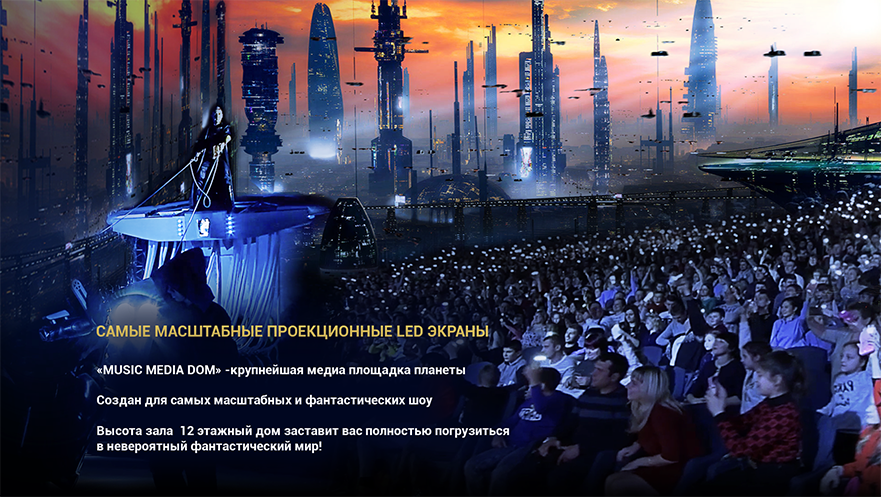 САМЫЕ МАСШТАБНЫЕ ПРОЕКЦИОННЫЕ LED ЭКРАНЫ
«MUSIC MEDIA DOM» -крупнейшая медиа площадка планеты
Создан для самых масштабных и фантастических шоу
Высота зала 12 этажный дом заставит вас полностью погрузиться
в невероятный фантастический мир!